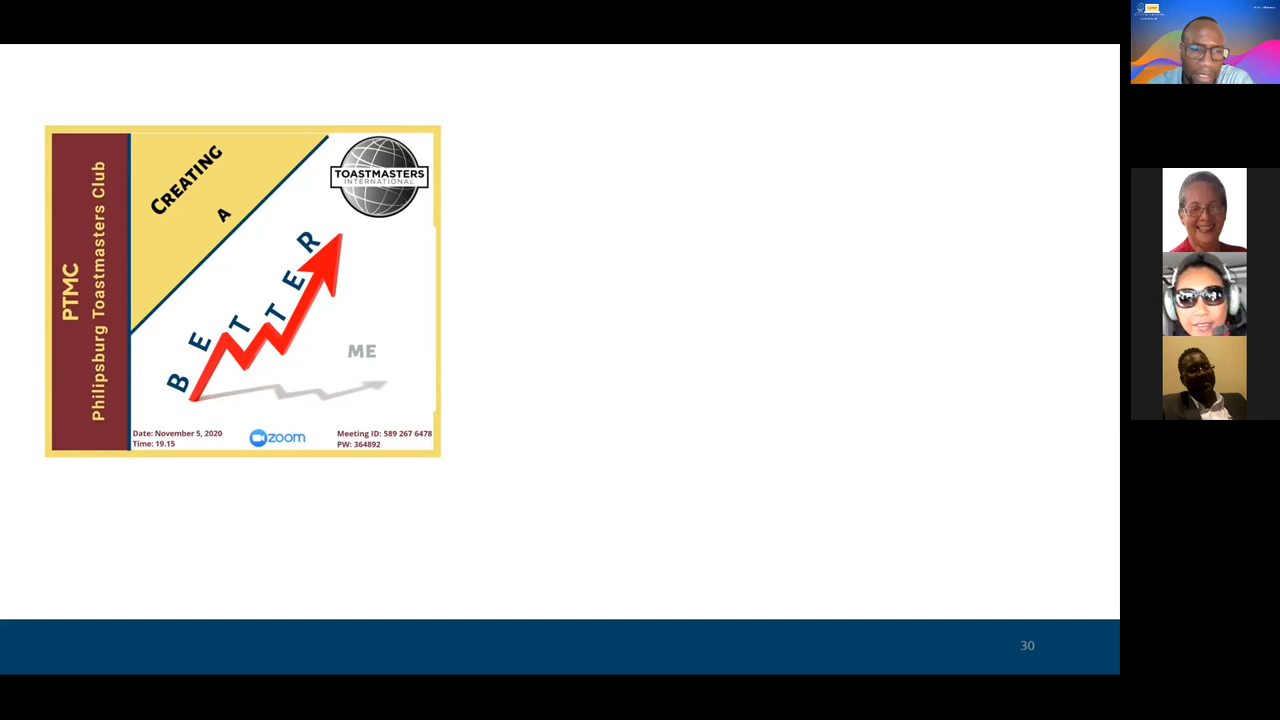 PTMC
Philipsburg Toastmasters Club
CREATING
A
BETTER
ME
TOASTMASTERS
INTERNATIONAL
Date: November 5, 2020
Time: 19.15
zoom
Meeting ID: 589 267 6478
PW: 364892
30